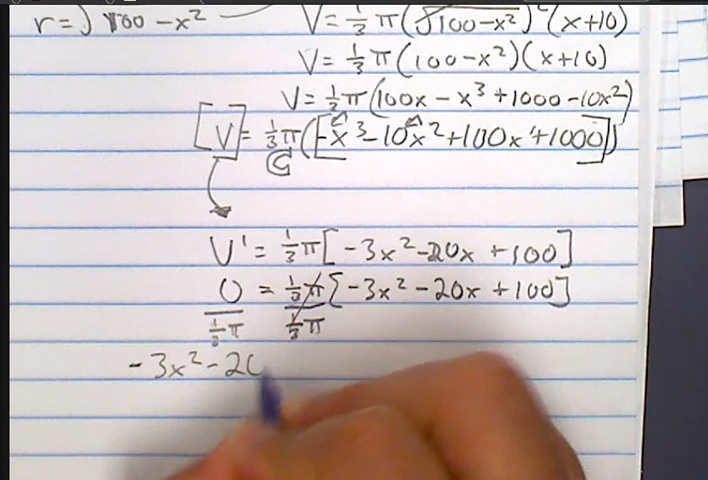 r = √100 - x²
V = ⅓ π (√100 - x²)² (x + 10)
V = ⅓ π (100 - x²)(x + 10)
V = ⅓ π (100x - x³ + 1000 - 10x²)
[V] = ⅓ π ([-x³ - 10x² + 100x + 1000])
C
V' = ⅓ π [-3x² - 20x + 100]
0 = ⅓ π [-3x² - 20x + 100]
⅓ π ⅓ π
-3x² - 20